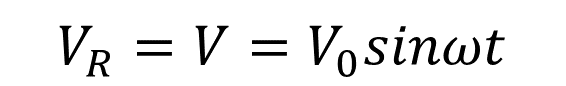 V_R = V = V_0 sinωt